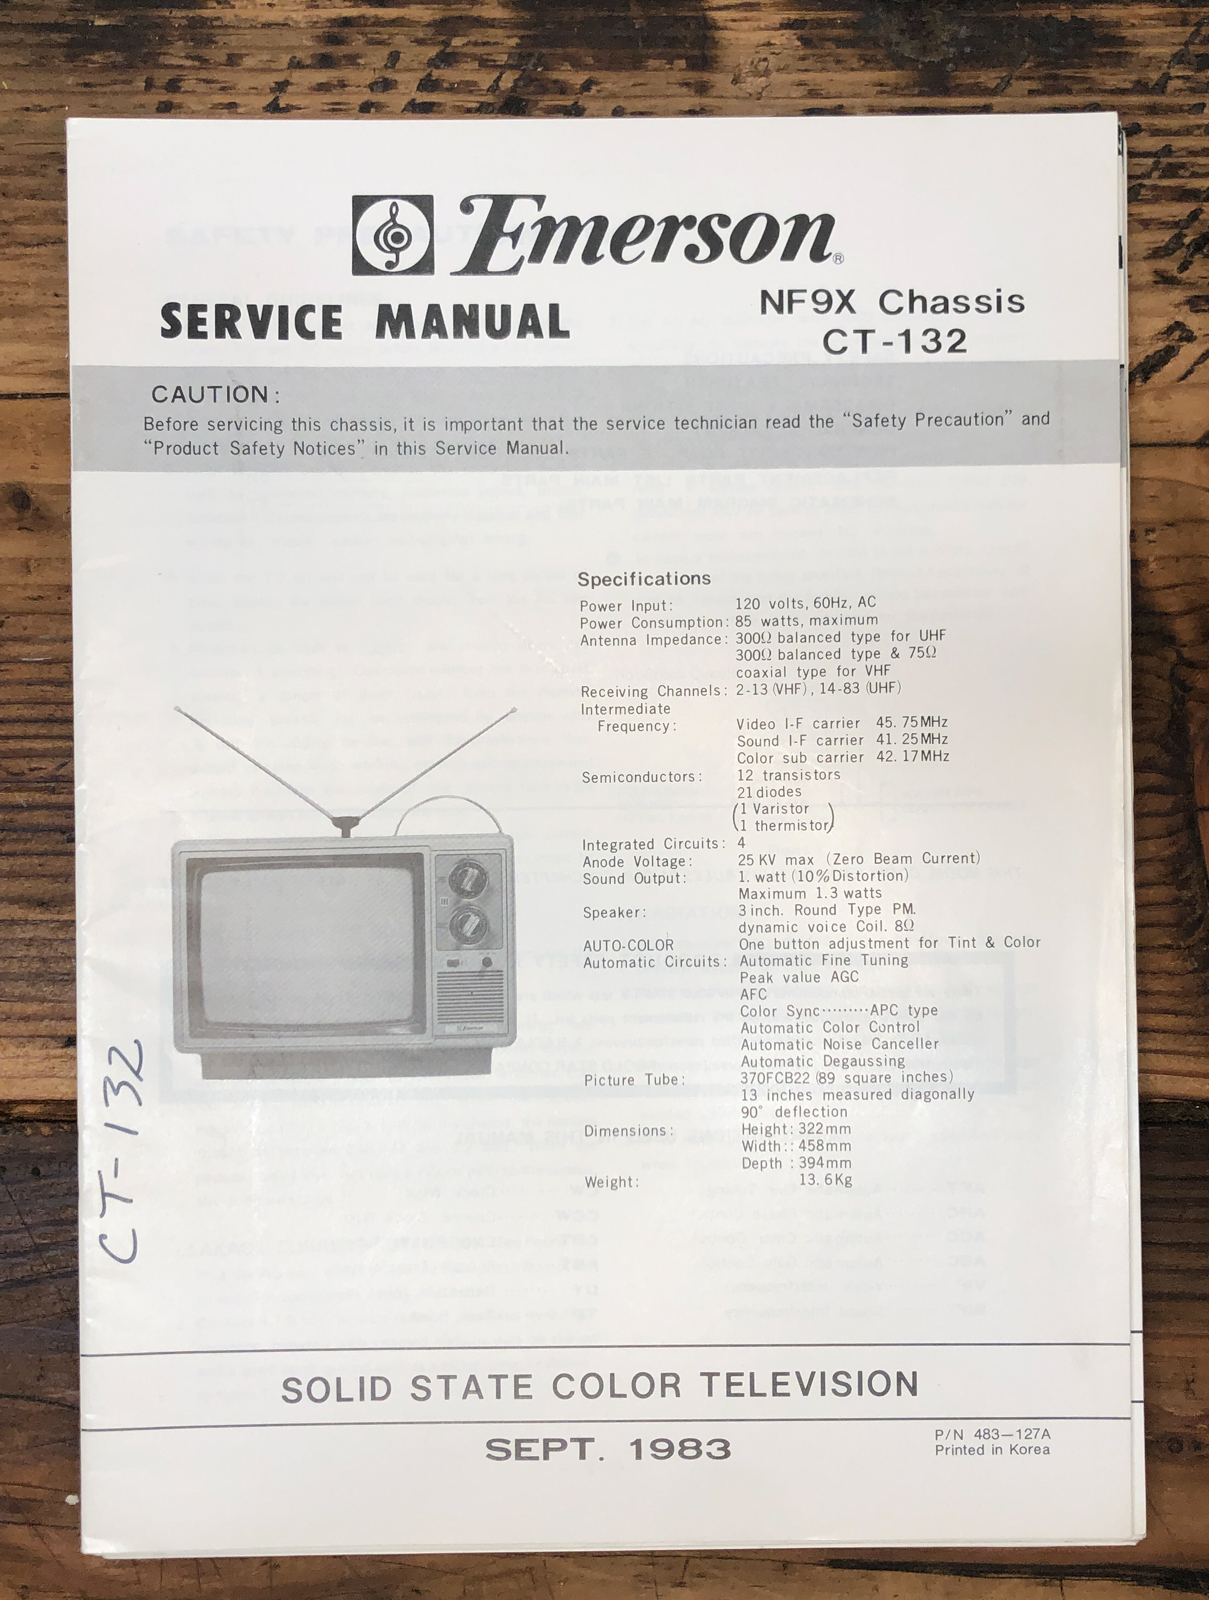 Emerson®
SERVICE MANUAL
NF9X Chassis
CT-132
CAUTION:
Before servicing this chassis, it is important that the service technician read the “Safety Precaution” and
“Product Safety Notices” in this Service Manual.
Specifications
Power Input: 120 volts, 60Hz, AC
Power Consumption: 85 watts, maximum
Antenna Impedance: 300Ω balanced type for UHF
300Ω balanced type & 75Ω
coaxial type for VHF
Receiving Channels: 2-13 (VHF), 14-83 (UHF)
Intermediate
Frequency: Video I-F carrier 45.75MHz
Sound I-F carrier 41.25MHz
Color sub carrier 42.17MHz
Semiconductors: 12 transistors
21 diodes
(1 Varistor)
(1 thermistor)
Integrated Circuits: 4
Anode Voltage: 25KV max (Zero Beam Current)
Sound Output: 1. watt (10% Distortion)
Maximum 1.3 watts
Speaker: 3 inch. Round Type PM.
dynamic voice Coil. 8Ω
AUTO-COLOR One button adjustment for Tint & Color
Automatic Circuits: Automatic Fine Tuning
Peak value AGC
AFC
Color Sync·········APC type
Automatic Color Control
Automatic Noise Canceller
Automatic Degaussing
Picture Tube: 370FCB22 (89 square inches)
13 inches measured diagonally
90° deflection
Dimensions: Height: 322mm
Width:: 458mm
Depth : 394mm
Weight: 13.6Kg
Emerson
CT-132
SOLID STATE COLOR TELEVISION
SEPT. 1983
P/N 483—127A
Printed in Korea